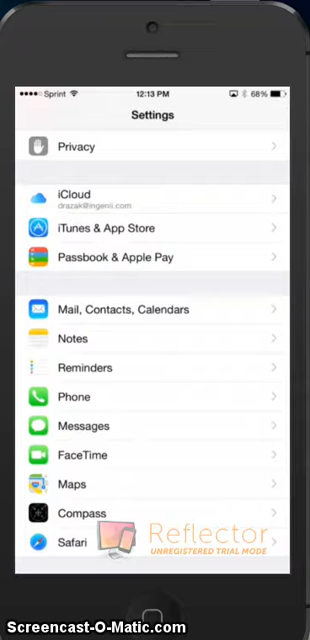 Sprint 12:13 PM 68%
Settings
Privacy
iCloud
drazak@ingenii.com
iTunes & App Store
Passbook & Apple Pay
Mail, Contacts, Calendars
Notes
Reminders
Phone
Messages
FaceTime
Maps
Compass
Safari
Reflector
UNREGISTERED TRIAL MODE
Screencast-O-Matic.com